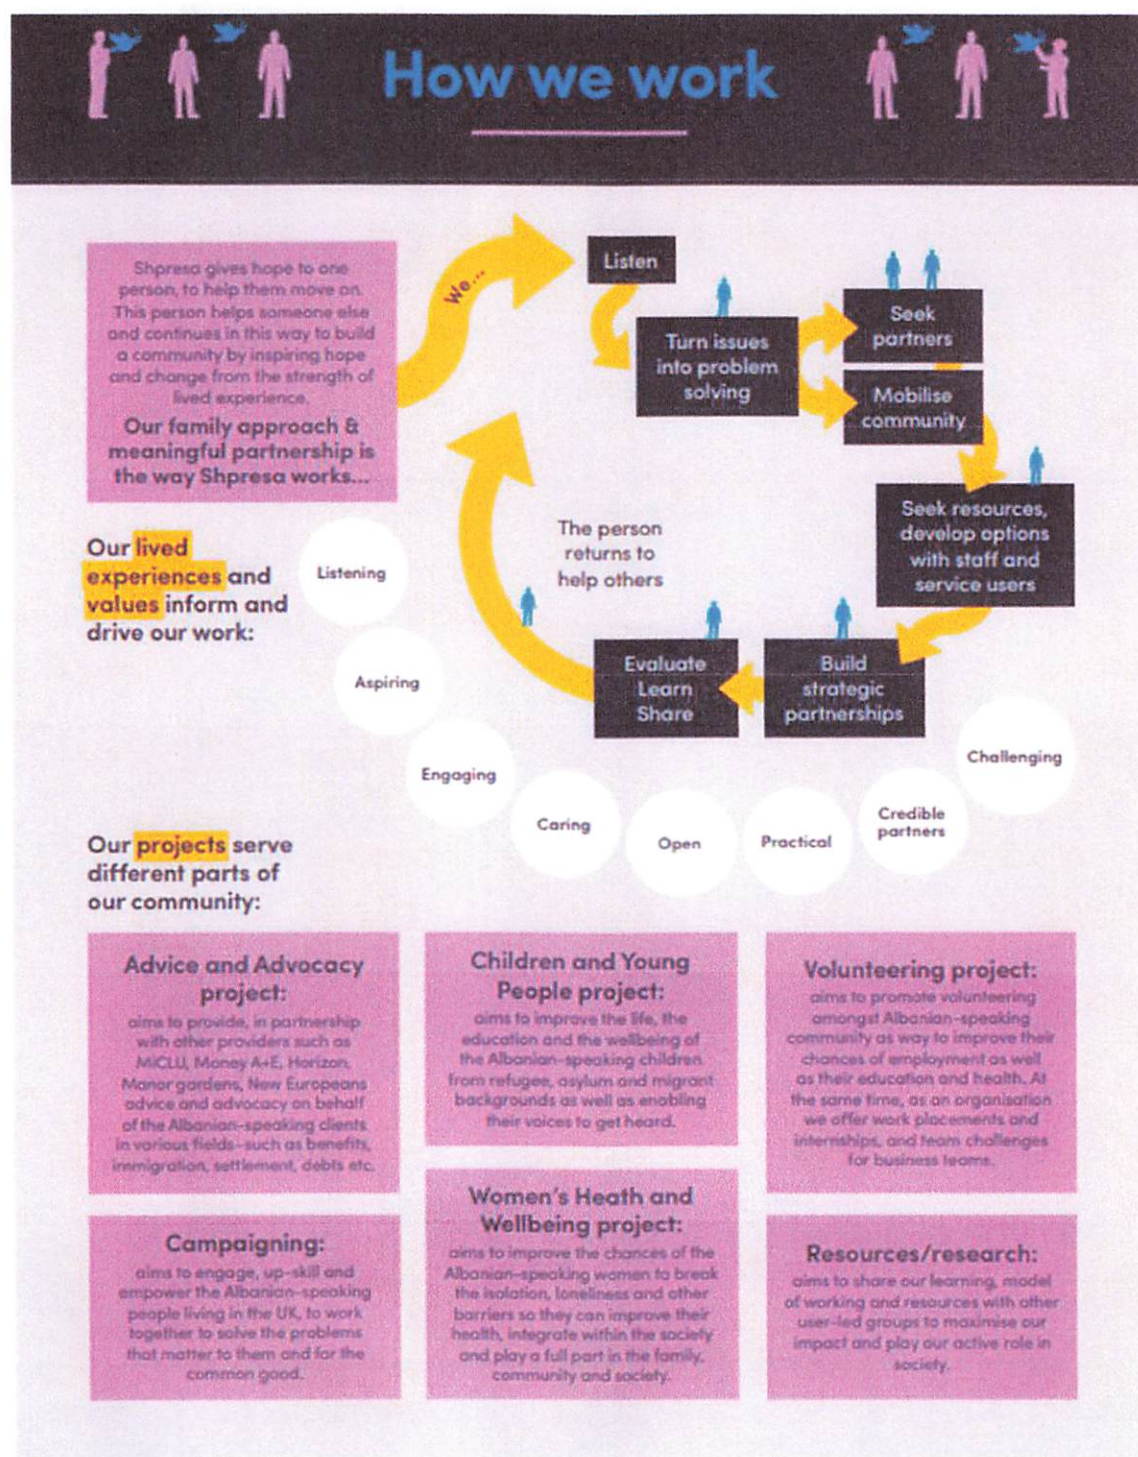 How we work
Shpresa gives hope to one
person, to help them move on.
This person helps someone else
and continues in this way to build
a community by inspiring hope
and change from the strength of
lived experience.
Our family approach &
meaningful partnership is
the way Shpresa works...
We...
Listen
Turn issues
into problem
solving
Seek
partners
Mobilise
community
Seek resources,
develop options
with staff and
service users
Build
strategic
partnerships
Evaluate
Learn
Share
The person
returns to
help others
Our lived
experiences and
values inform and
drive our work:
Listening
Aspiring
Engaging
Caring
Open
Practical
Credible
partners
Challenging
Our projects serve
different parts of
our community:
Advice and Advocacy
project:
aims to provide, in partnership
with other providers such as
MiCLU, Money A+E, Horizon,
Manor gardens, New Europeans
advice and advocacy on behalf
of the Albanian-speaking clients
in various fields-such as benefits,
immigration, settlement, debts etc.
Children and Young
People project:
aims to improve the life, the
education and the wellbeing of
the Albanian-speaking children
from refugee, asylum and migrant
backgrounds as well as enabling
their voices to get heard.
Volunteering project:
aims to promote volunteering
amongst Albanian-speaking
community as way to improve their
chances of employment as well
as their education and health. At
the same time, as an organisation
we offer work placements and
internships, and team challenges
for business teams.
Campaigning:
aims to engage, up-skill and
empower the Albanian-speaking
people living in the UK, to work
together to solve the problems
that matter to them and for the
common good.
Women's Heath and
Wellbeing project:
aims to improve the chances of the
Albanian-speaking women to break
the isolation, loneliness and other
barriers so they can improve their
health, integrate within the society
and play a full part in the family,
community and society.
Resources/research:
aims to share our learning, model
of working and resources with other
user-led groups to maximise our
impact and play our active role in
society.